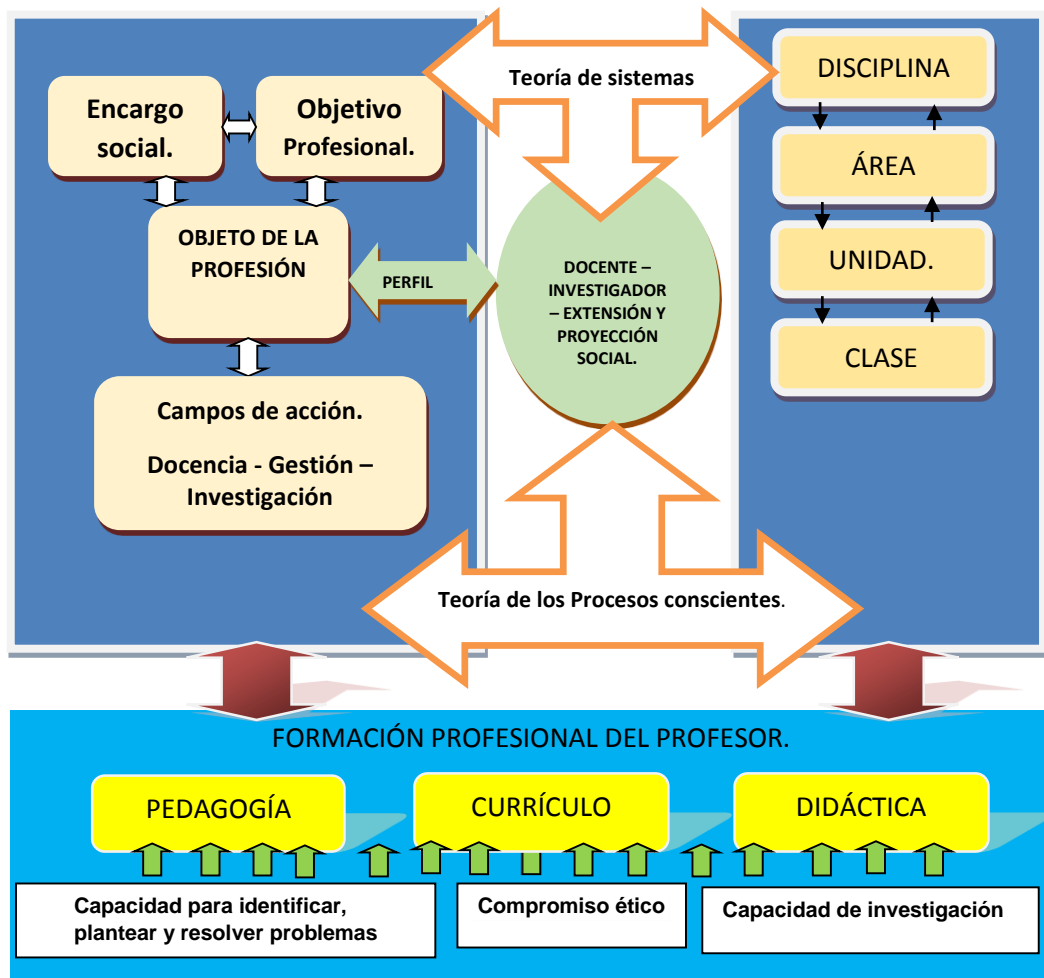 Encargo
social.
Objetivo
Profesional.
OBJETO DE LA
PROFESIÓN
PERFIL
Campos de acción.
Docencia - Gestión –
Investigación
Teoría de sistemas
DOCENTE –
INVESTIGADOR
– EXTENSIÓN Y
PROYECCIÓN
SOCIAL.
Teoría de los Procesos conscientes.
DISCIPLINA
ÁREA
UNIDAD.
CLASE
FORMACIÓN PROFESIONAL DEL PROFESOR.
PEDAGOGÍA
CURRÍCULO
DIDÁCTICA
Capacidad para identificar,
plantear y resolver problemas
Compromiso ético
Capacidad de investigación